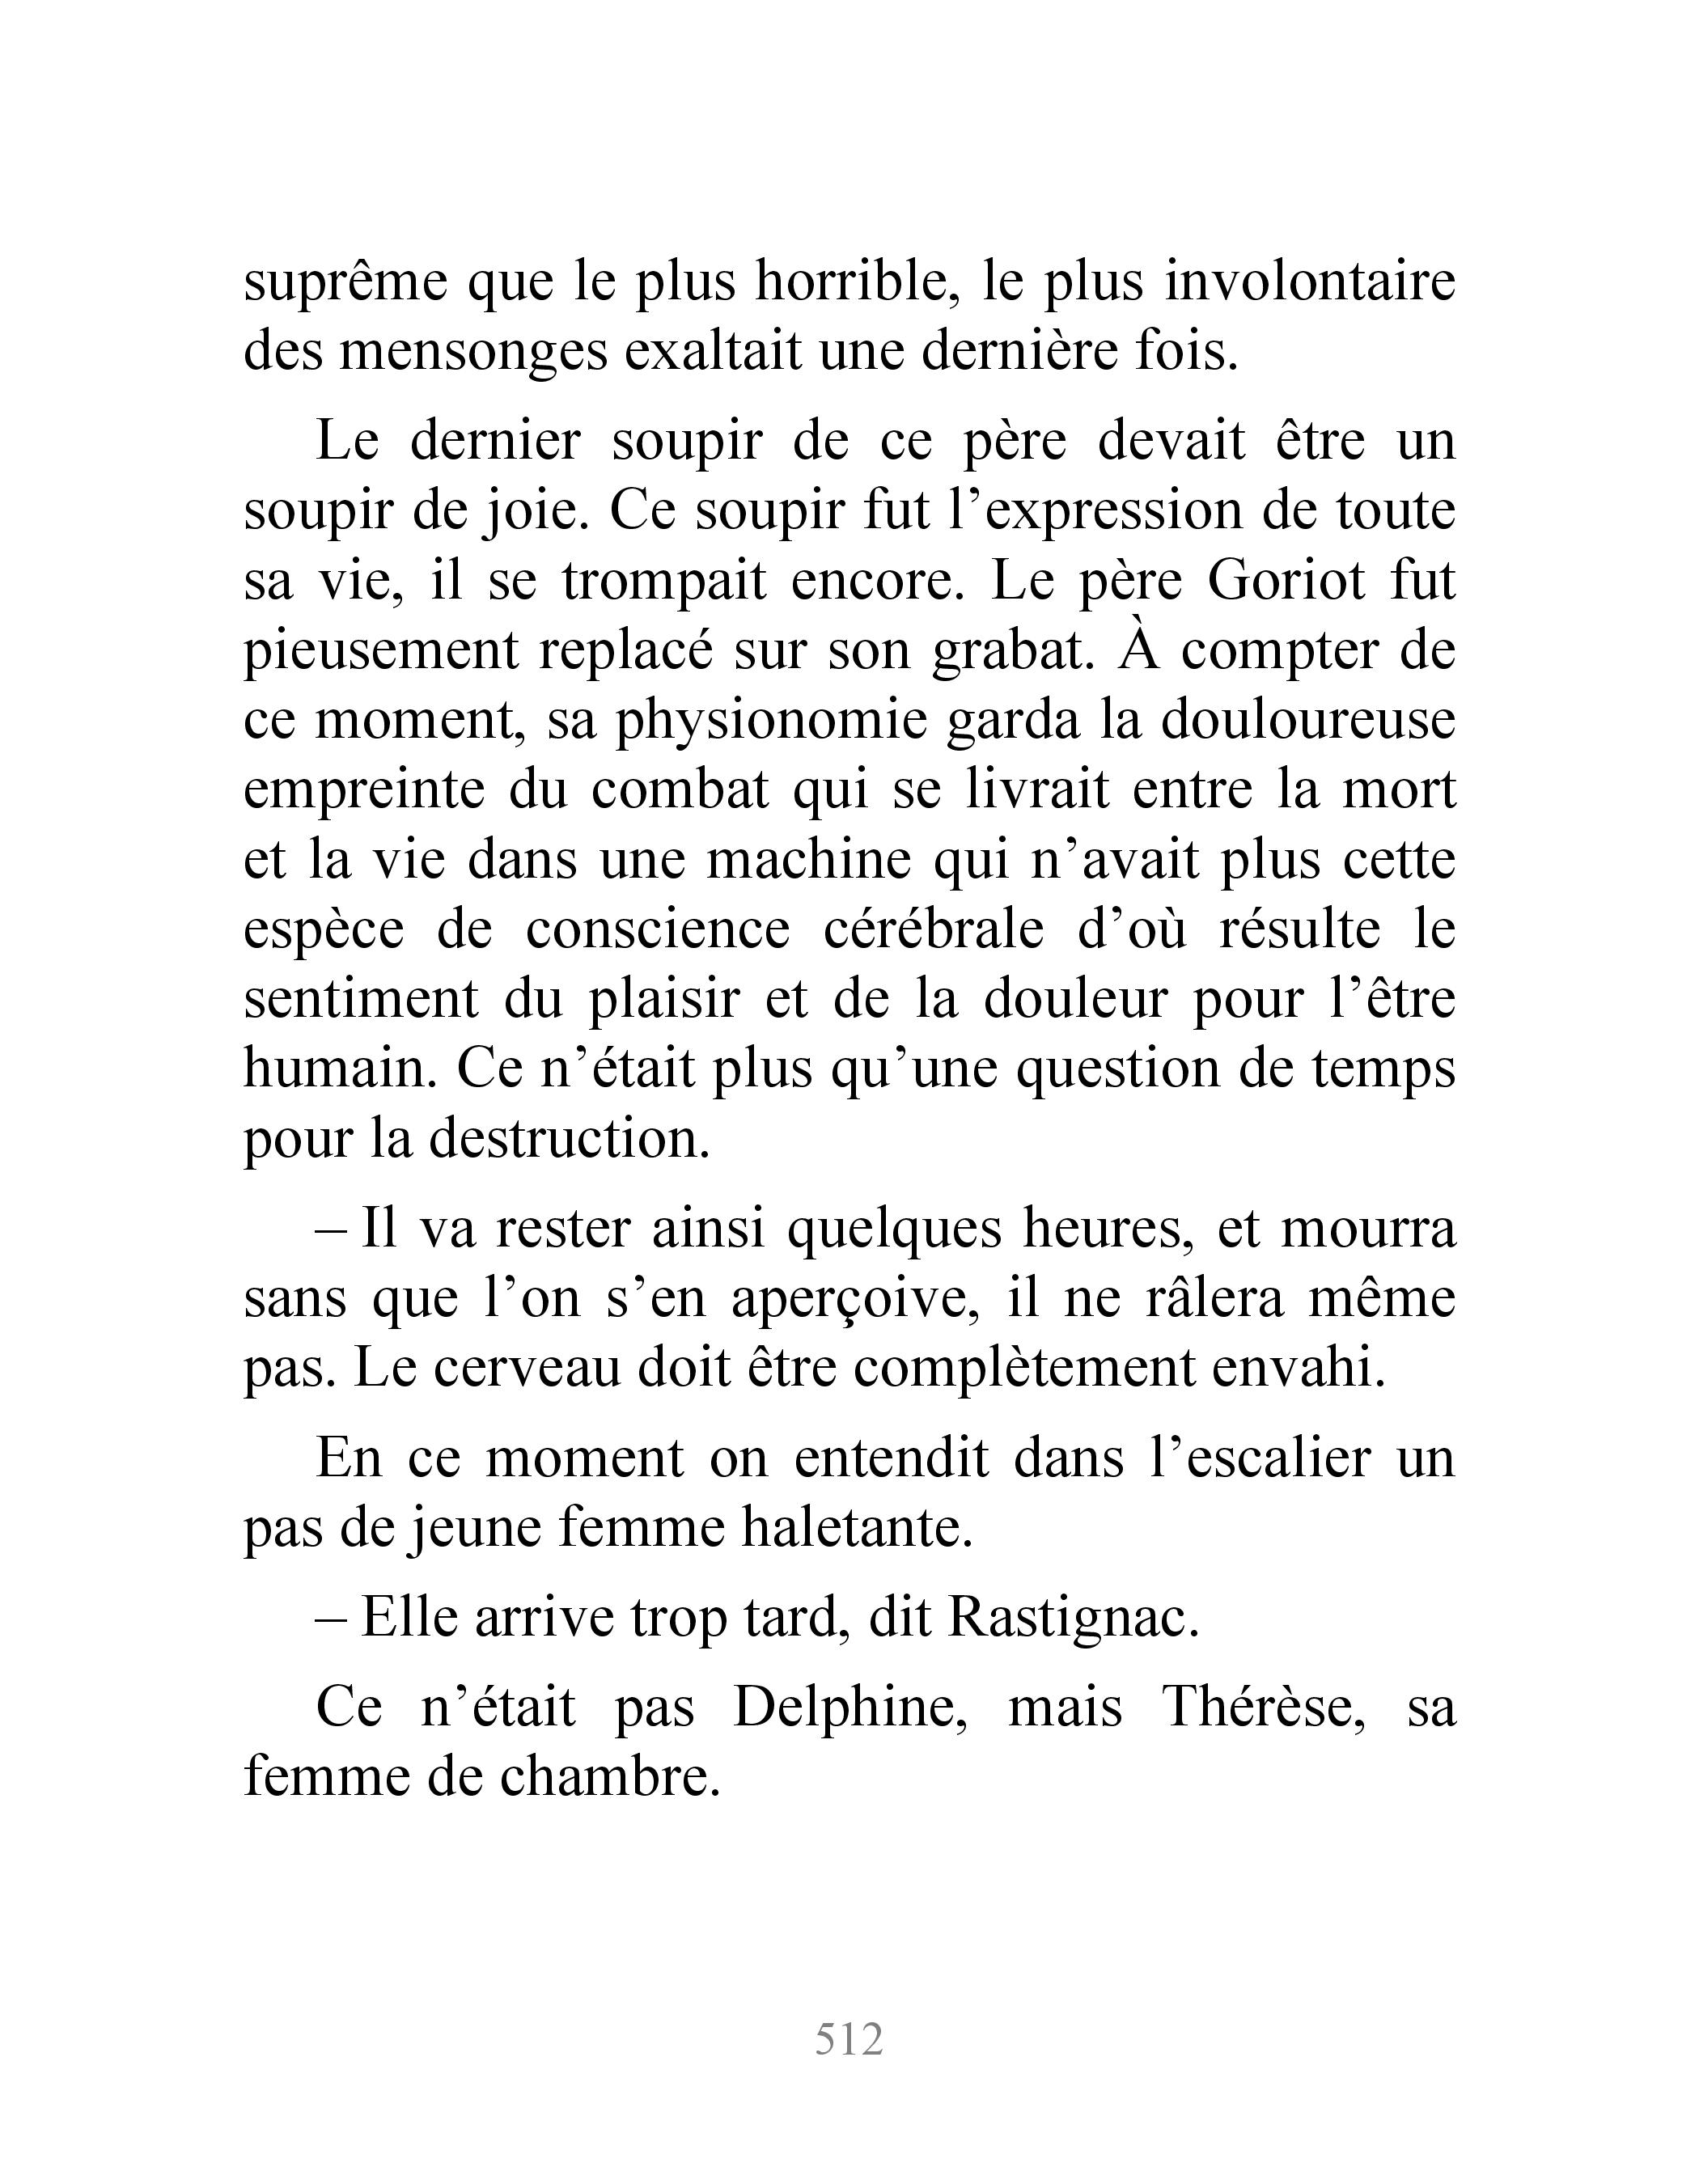 suprême que le plus horrible, le plus involontaire
des mensonges exaltait une dernière fois.
Le dernier soupir de ce père devait être un
soupir de joie. Ce soupir fut l’expression de toute
sa vie, il se trompait encore. Le père Goriot fut
pieusement replacé sur son grabat. À compter de
ce moment, sa physionomie garda la douloureuse
empreinte du combat qui se livrait entre la mort
et la vie dans une machine qui n’avait plus cette
espèce de conscience cérébrale d’où résulte le
sentiment du plaisir et de la douleur pour l’être
humain. Ce n’était plus qu’une question de temps
pour la destruction.
– Il va rester ainsi quelques heures, et mourra
sans que l’on s’en aperçoive, il ne râlera même
pas. Le cerveau doit être complètement envahi.
En ce moment on entendit dans l’escalier un
pas de jeune femme haletante.
– Elle arrive trop tard, dit Rastignac.
Ce n’était pas Delphine, mais Thérèse, sa
femme de chambre.
512